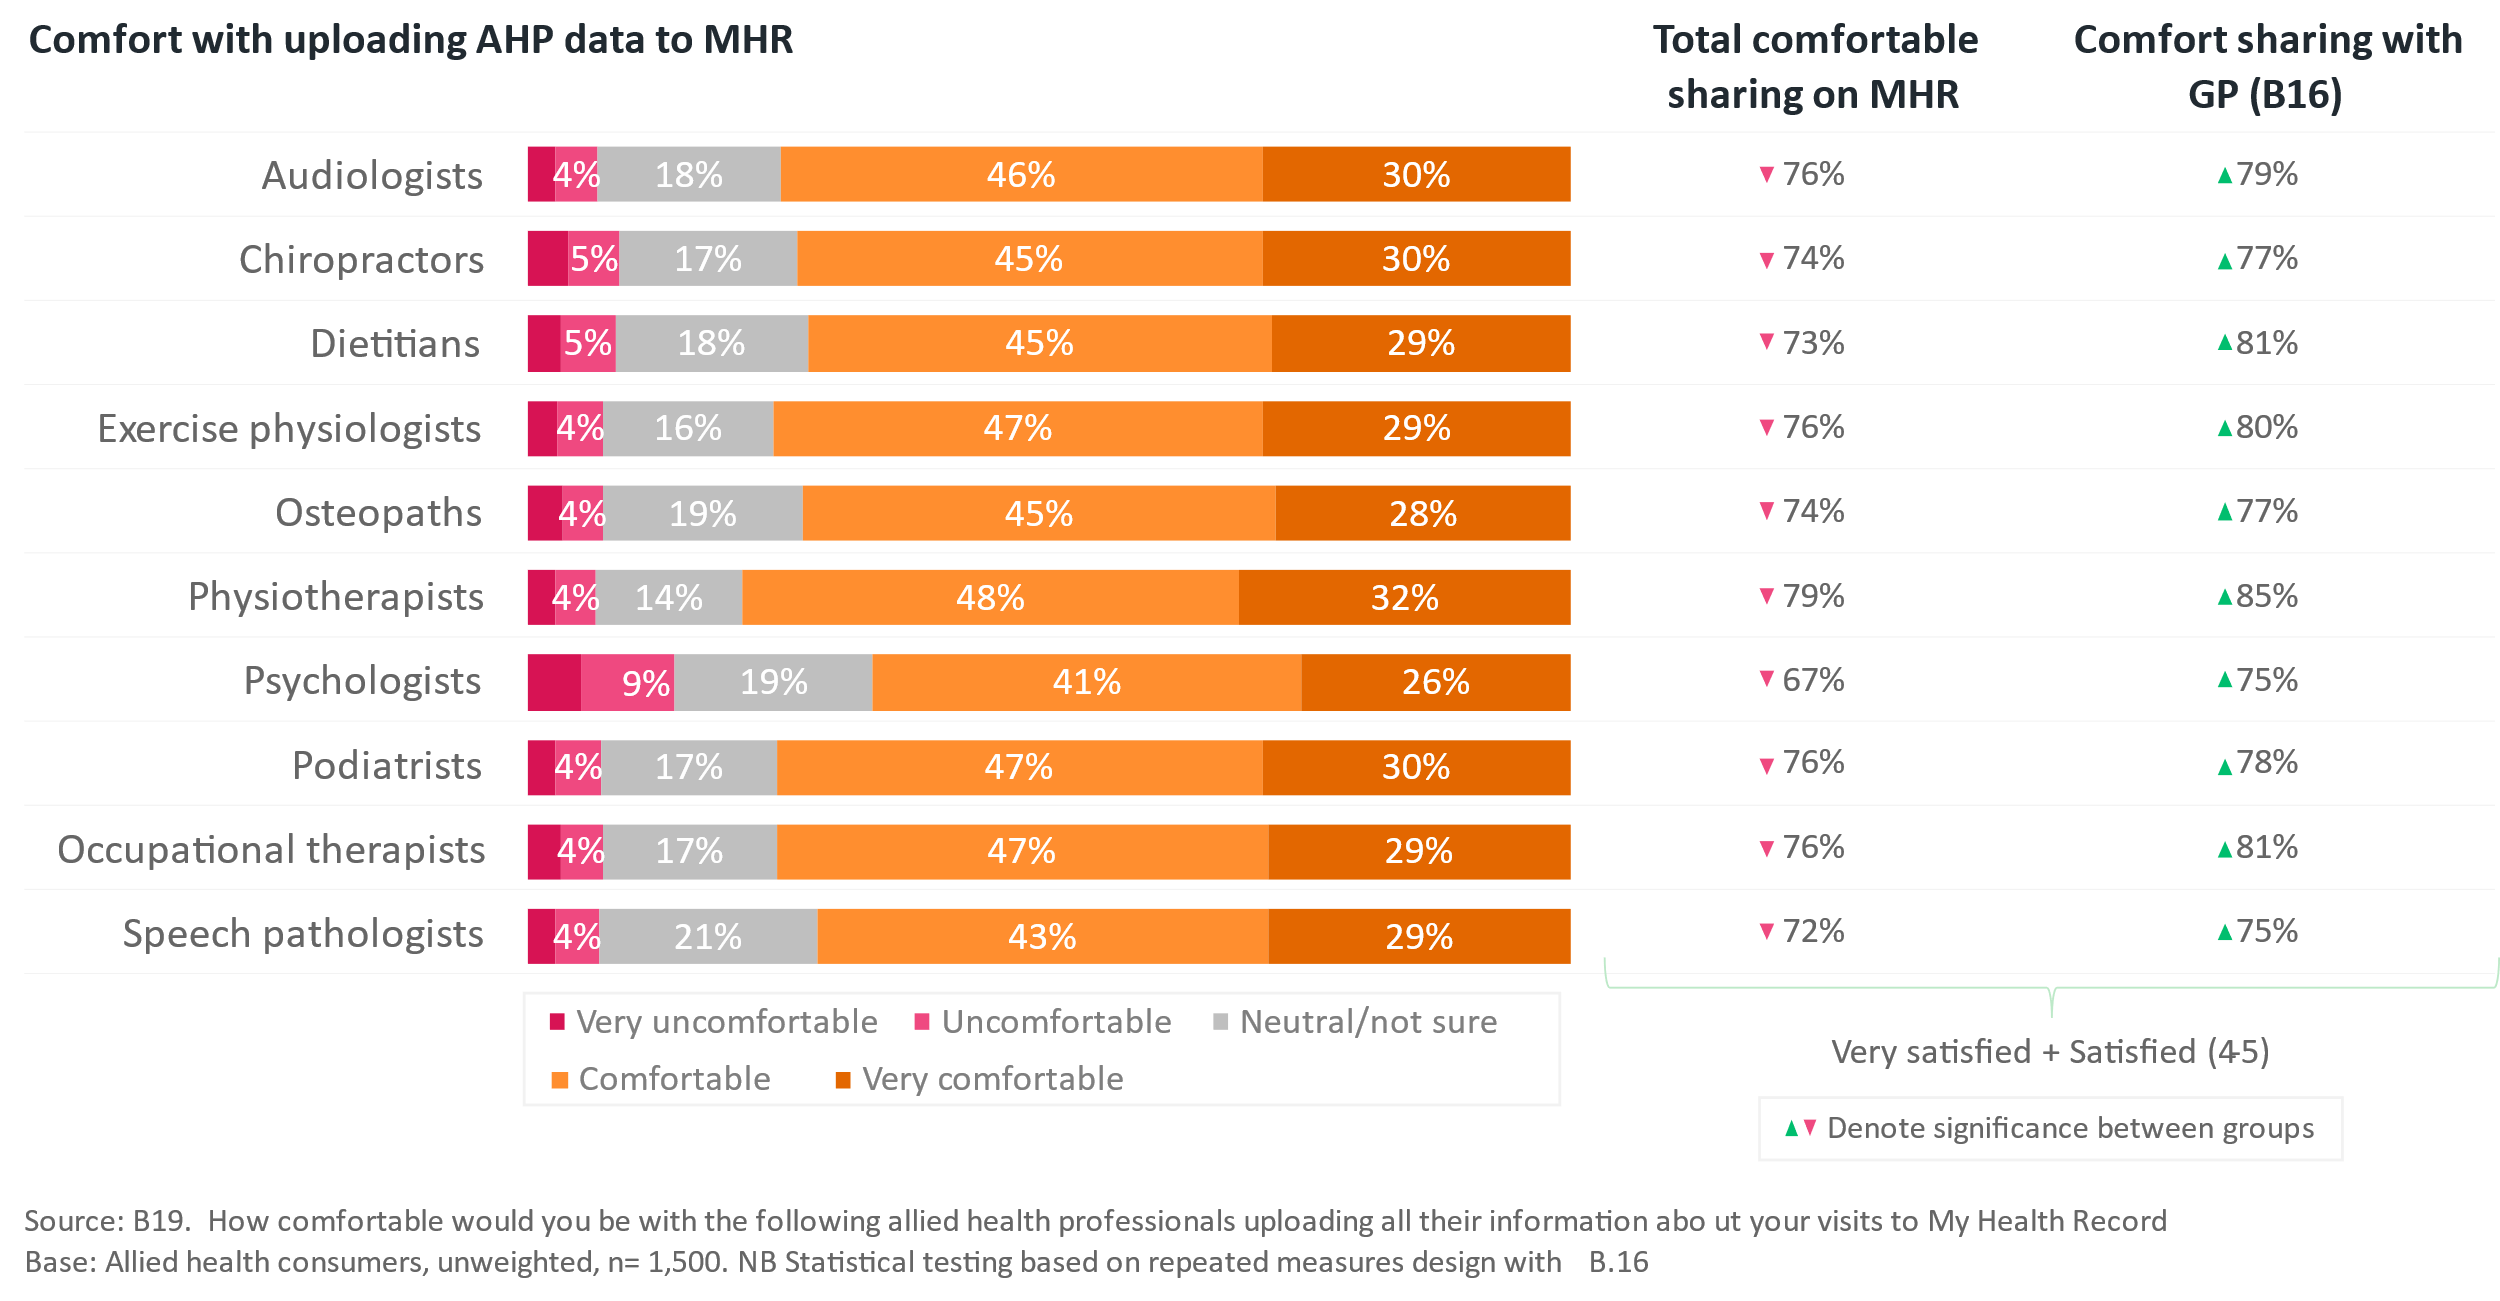 Comfort with uploading AHP data to MHR
Total comfortable
sharing on MHR
Comfort sharing with
GP (B16)
Audiologists 4% 18% 46% 30% 76% 79%
Chiropractors 5% 17% 45% 30% 74% 77%
Dietitians 5% 18% 45% 29% 73% 81%
Exercise physiologists 4% 16% 47% 29% 76% 80%
Osteopaths 4% 19% 45% 28% 74% 77%
Physiotherapists 4% 14% 48% 32% 79% 85%
Psychologists 9% 19% 41% 26% 67% 75%
Podiatrists 4% 17% 47% 30% 76% 78%
Occupational therapists 4% 17% 47% 29% 76% 81%
Speech pathologists 4% 21% 43% 29% 72% 75%
Very uncomfortable Uncomfortable Neutral/not sure
Comfortable Very comfortable
Very satisfied + Satisfied (4-5)
Denote significance between groups
Source: B19. How comfortable would you be with the following allied health professionals uploading all their information abo ut your visits to My Health Record
Base: Allied health consumers, unweighted, n= 1,500. NB Statistical testing based on repeated measures design with B.16